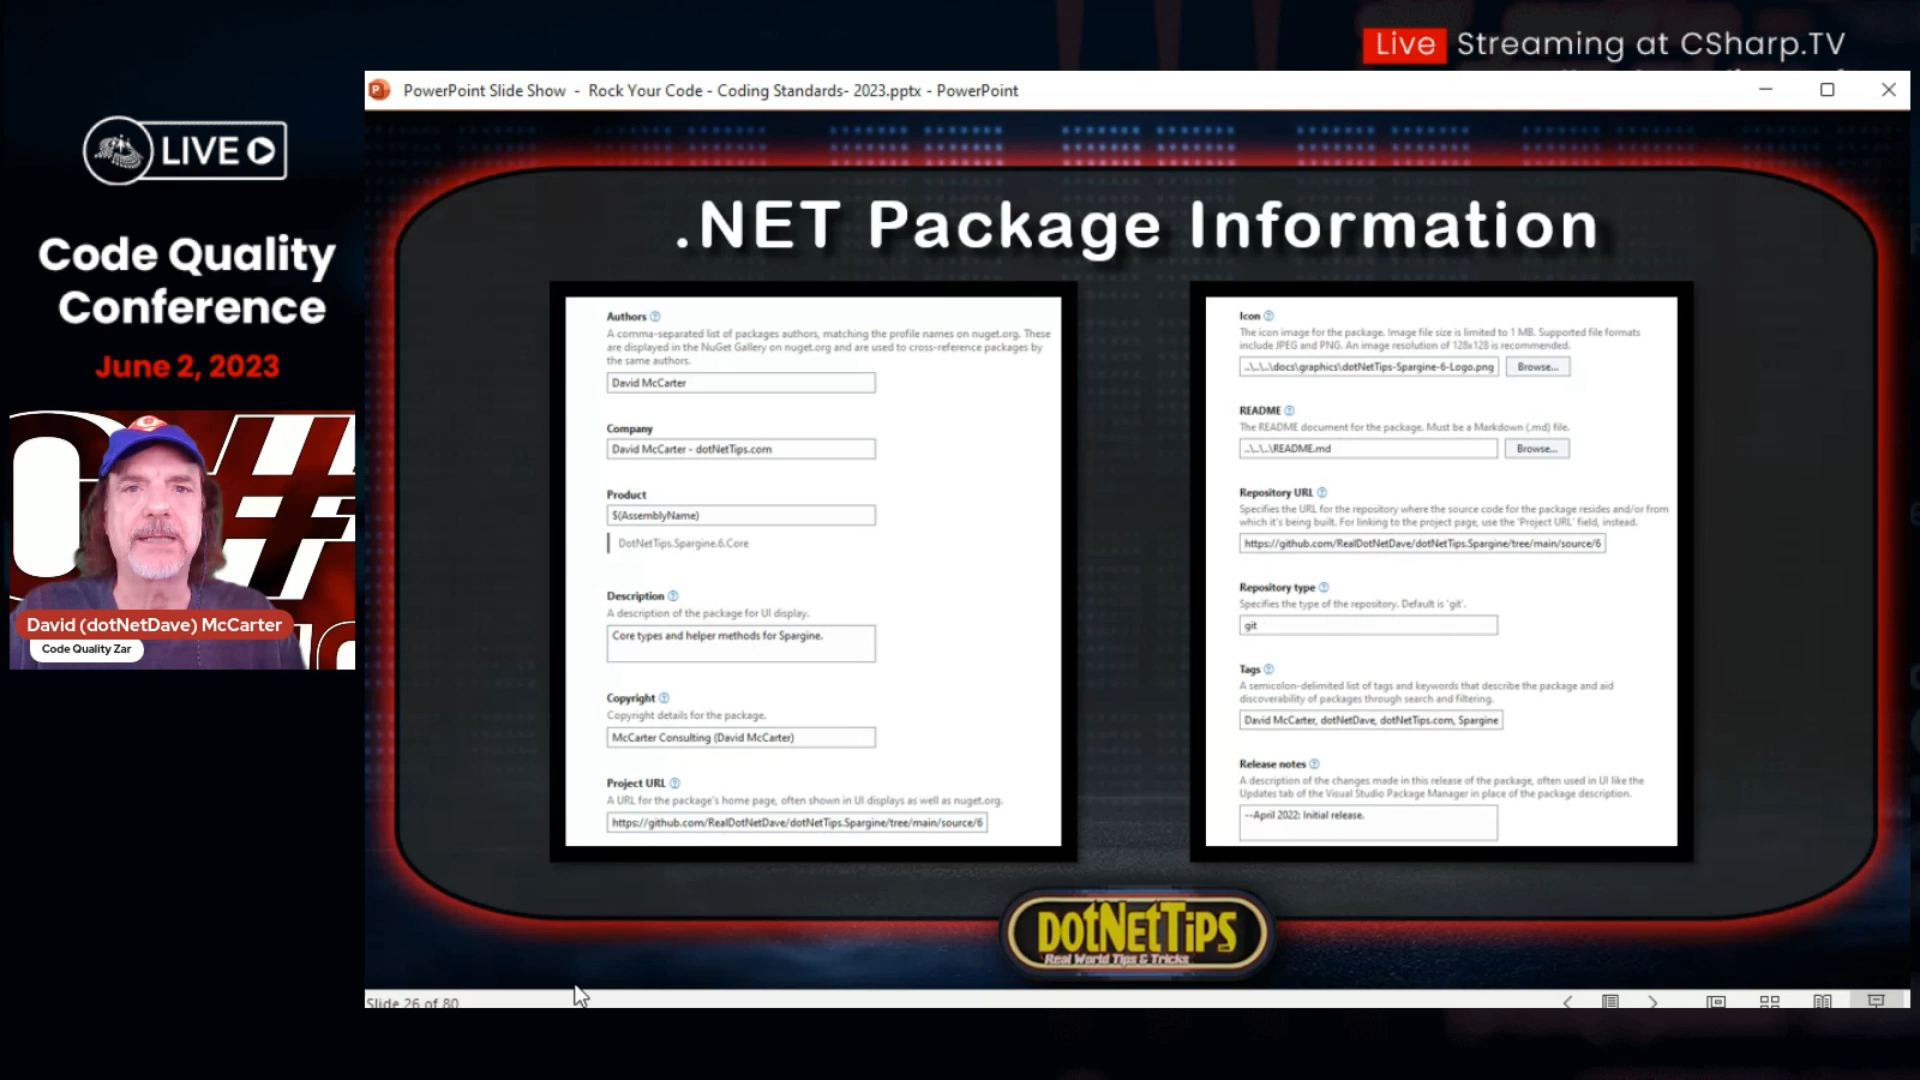 Live Streaming at CSharp.TV
PowerPoint Slide Show - Rock Your Code - Coding Standards- 2023.pptx - PowerPoint
LIVE
Code Quality
Conference
June 2, 2023
David (dotNetDave) McCarter
Code Quality Zar
.NET Package Information
Authors
A comma-separated list of packages authors, matching the profile names on nuget.org. These
are displayed in the NuGet Gallery on nuget.org and are used to cross-reference packages by
the same authors.
David McCarter
Company
David McCarter - dotNetTips.com
Product
$(AssemblyName)
DotNetTips.Spargine.6.Core
Description
A description of the package for UI display.
Core types and helper methods for Spargine.
Copyright
Copyright details for the package.
McCarter Consulting (David McCarter)
Project URL
A URL for the package's home page, often shown in UI displays as well as nuget.org.
https://github.com/RealDotNetDave/dotNetTips.Spargine/tree/main/source/6
Icon
The icon image for the package. Image file size is limited to 1 MB. Supported file formats
include JPEG and PNG. An image resolution of 128x128 is recommended.
..\..\..\docs\graphics\dotNetTips-Spargine-6-Logo.png
Browse...
README
The README document for the package. Must be a Markdown (.md) file.
..\..\..\README.md
Browse...
Repository URL
Specifies the URL for the repository where the source code for the package resides and/or from
which it's being built. For linking to the project page, use the 'Project URL' field, instead.
https://github.com/RealDotNetDave/dotNetTips.Spargine/tree/main/source/6
Repository type
Specifies the type of the repository. Default is 'git'.
git
Tags
A semicolon-delimited list of tags and keywords that describe the package and aid
discoverability of packages through search and filtering.
David McCarter, dotNetDave, dotNetTips.com, Spargine
Release notes
A description of the changes made in this release of the package, often used in UI like the
Updates tab of the Visual Studio Package Manager in place of the package description.
--April 2022: Initial release.
DotNetTips
Real World Tips & Tricks
Slide 26 of 80